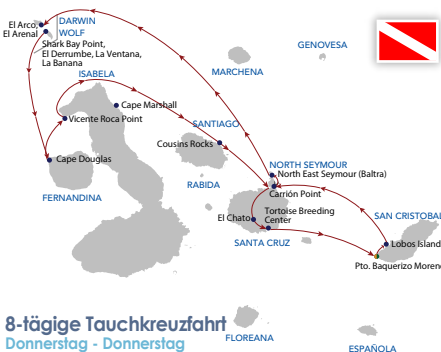 El Arco,
El Arenal
DARWIN
WOLF
Shark Bay Point,
El Derrumbe, La Ventana,
La Banana
GENOVESA
MARCHENA
ISABELA
Cape Marshall
Vicente Roca Point
SANTIAGO
Cousins Rocks
Cape Douglas
NORTH SEYMOUR
North East Seymour (Baltra)
RABIDA
Carrión Point
FERNANDINA
El Chato
Tortoise Breeding
Center
SAN CRISTOBAL
SANTA CRUZ
Lobos Island
Pto. Baquerizo Moreno
8-tägige Tauchkreuzfahrt
Donnerstag - Donnerstag
FLOREANA
ESPAÑOLA